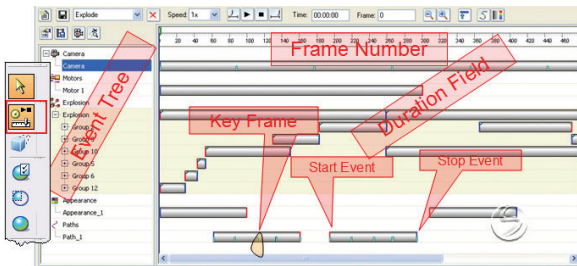 Explode Speed: 1x Time: 00:00:00 Frame: 0
20 40 60 80 100 120 140 160 180 200 220 240 260 280 300 320 340 360 380 400 420 440 460
Frame Number
Camera
Camera
Motors
Motor 1
Explosion
Explosion
Event Tree
Key Frame
Duration Field
Group
Group 10
Group 5
Group 6
Group 12
Start Event
Stop Event
Appearance
Appearance_1
Paths
Path_1